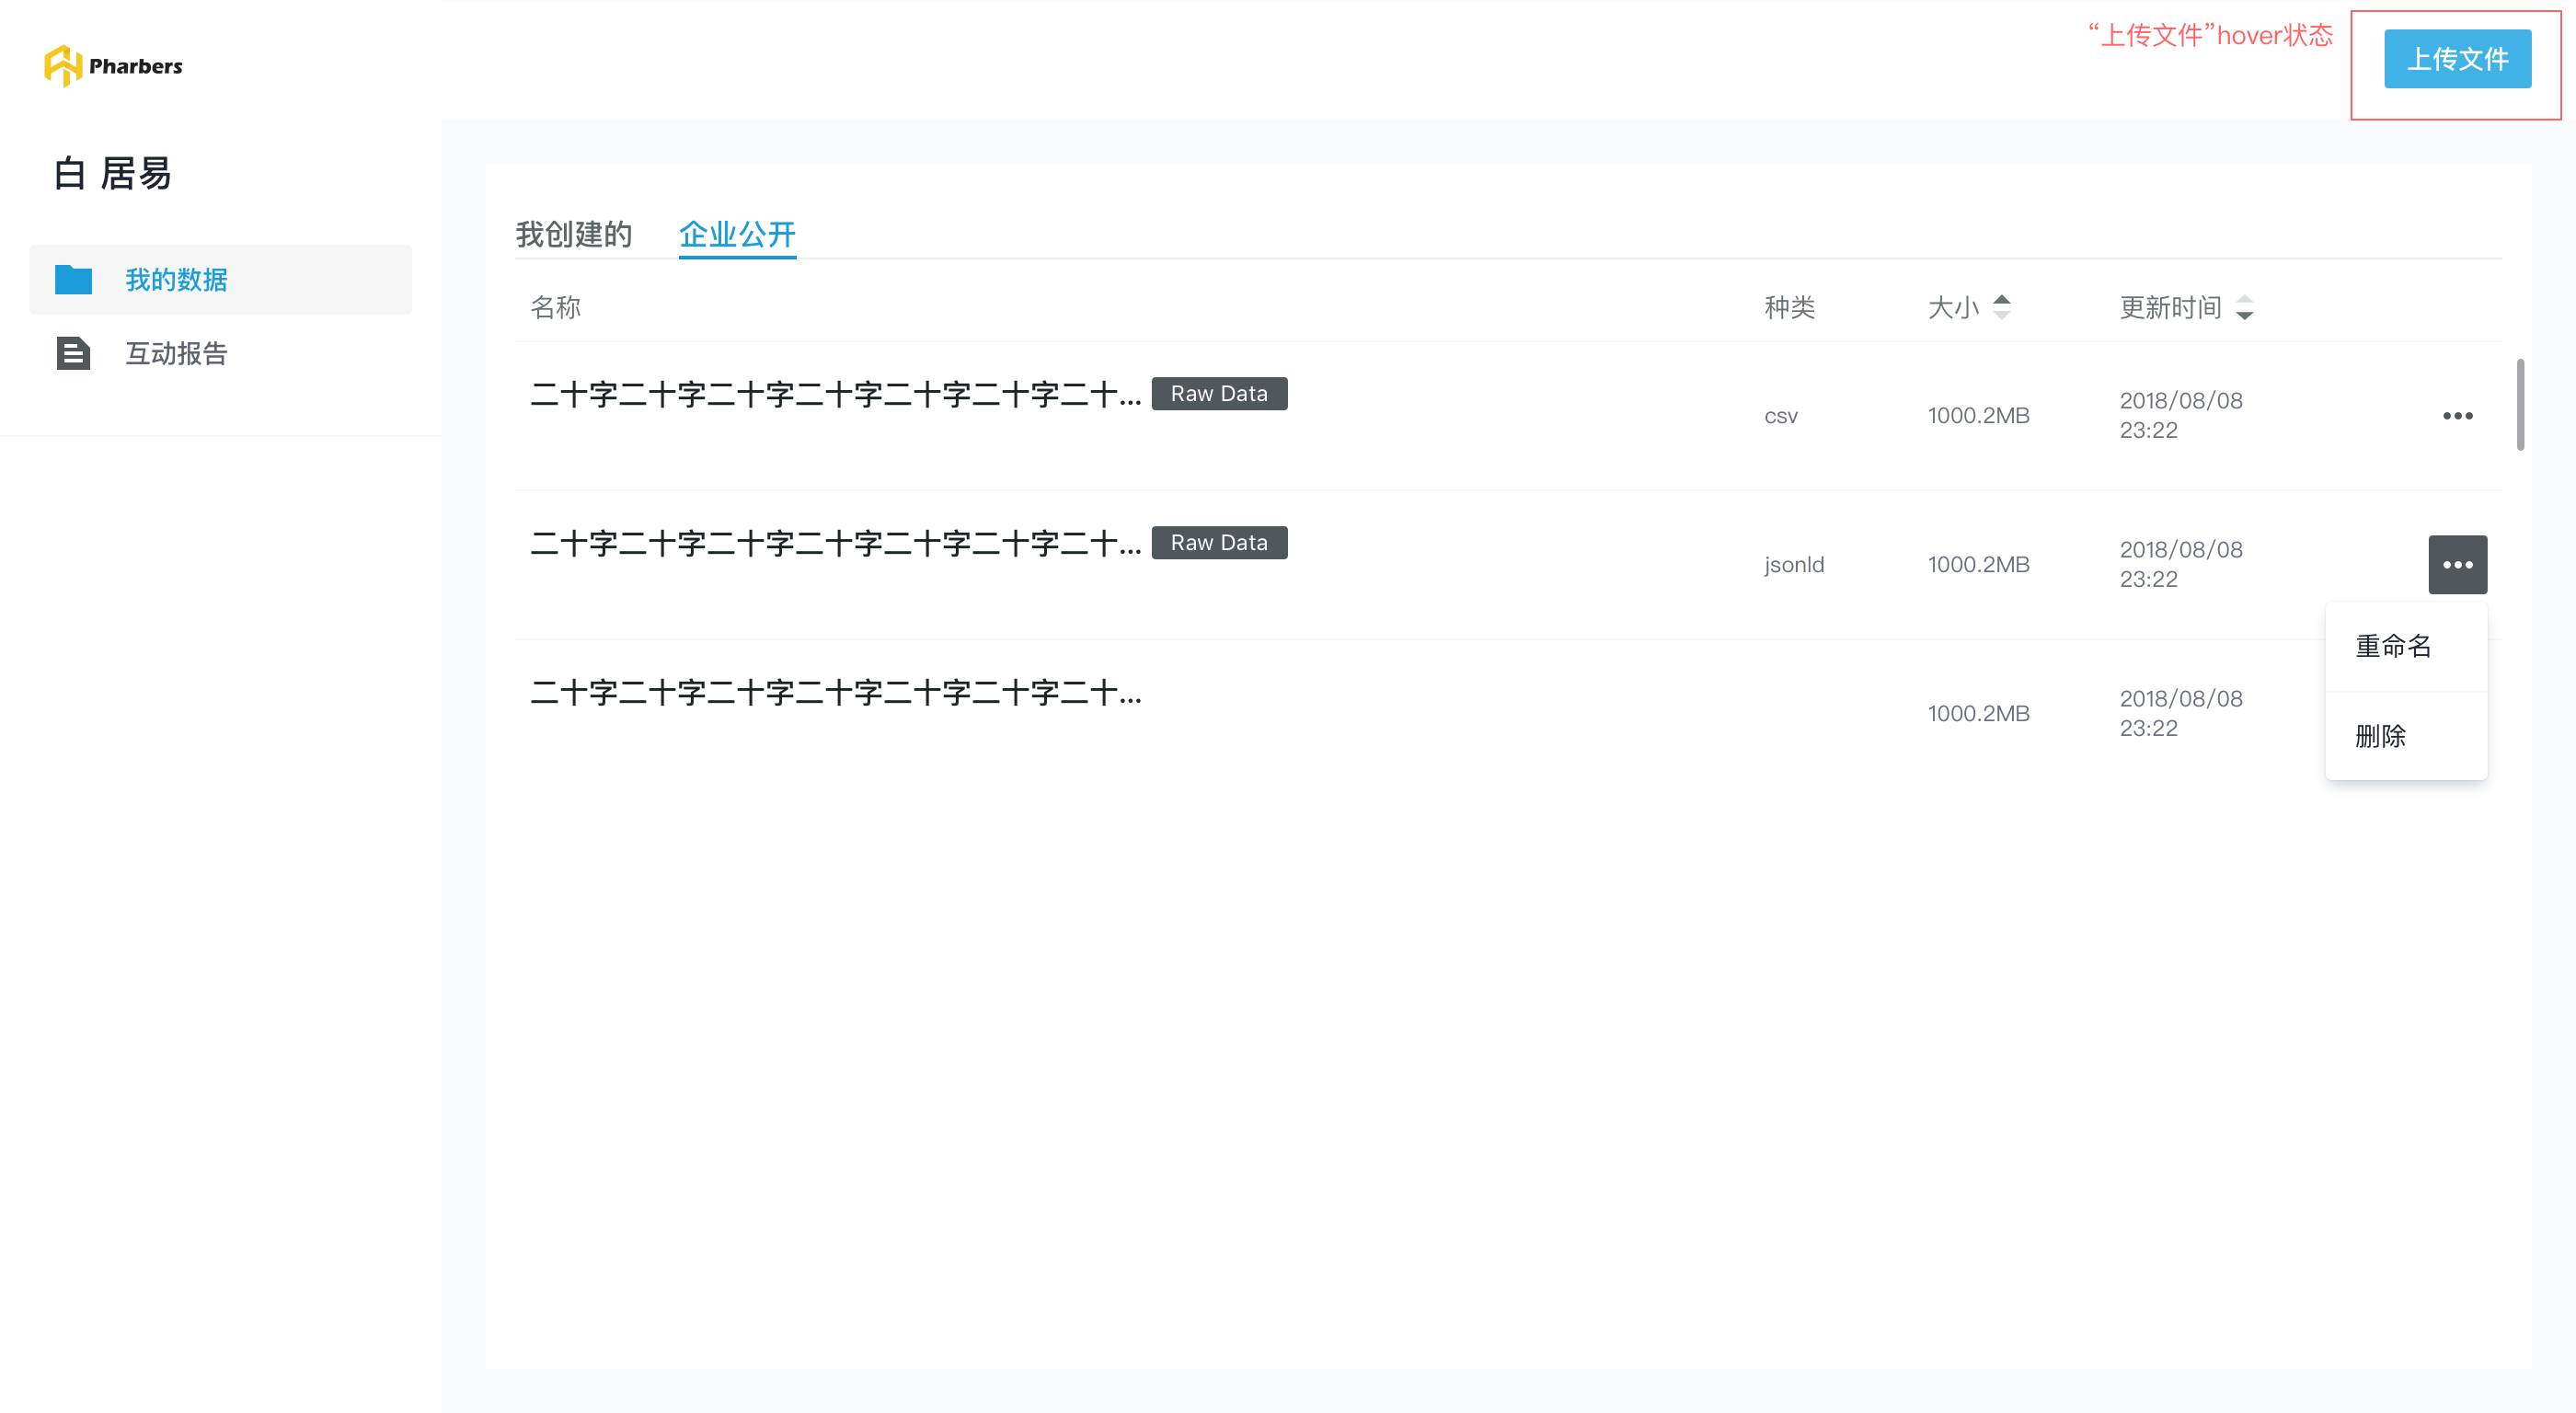 Pharbers
“上传文件”hover状态
上传文件
白 居易
我的数据
互动报告
我创建的 企业公开
名称 种类 大小 更新时间
二十字二十字二十字二十字二十字二十字二十... Raw Data csv 1000.2MB 2018/08/08
23:22
二十字二十字二十字二十字二十字二十字二十... Raw Data jsonld 1000.2MB 2018/08/08
23:22
重命名
二十字二十字二十字二十字二十字二十字二十... 1000.2MB 2018/08/08
23:22
删除